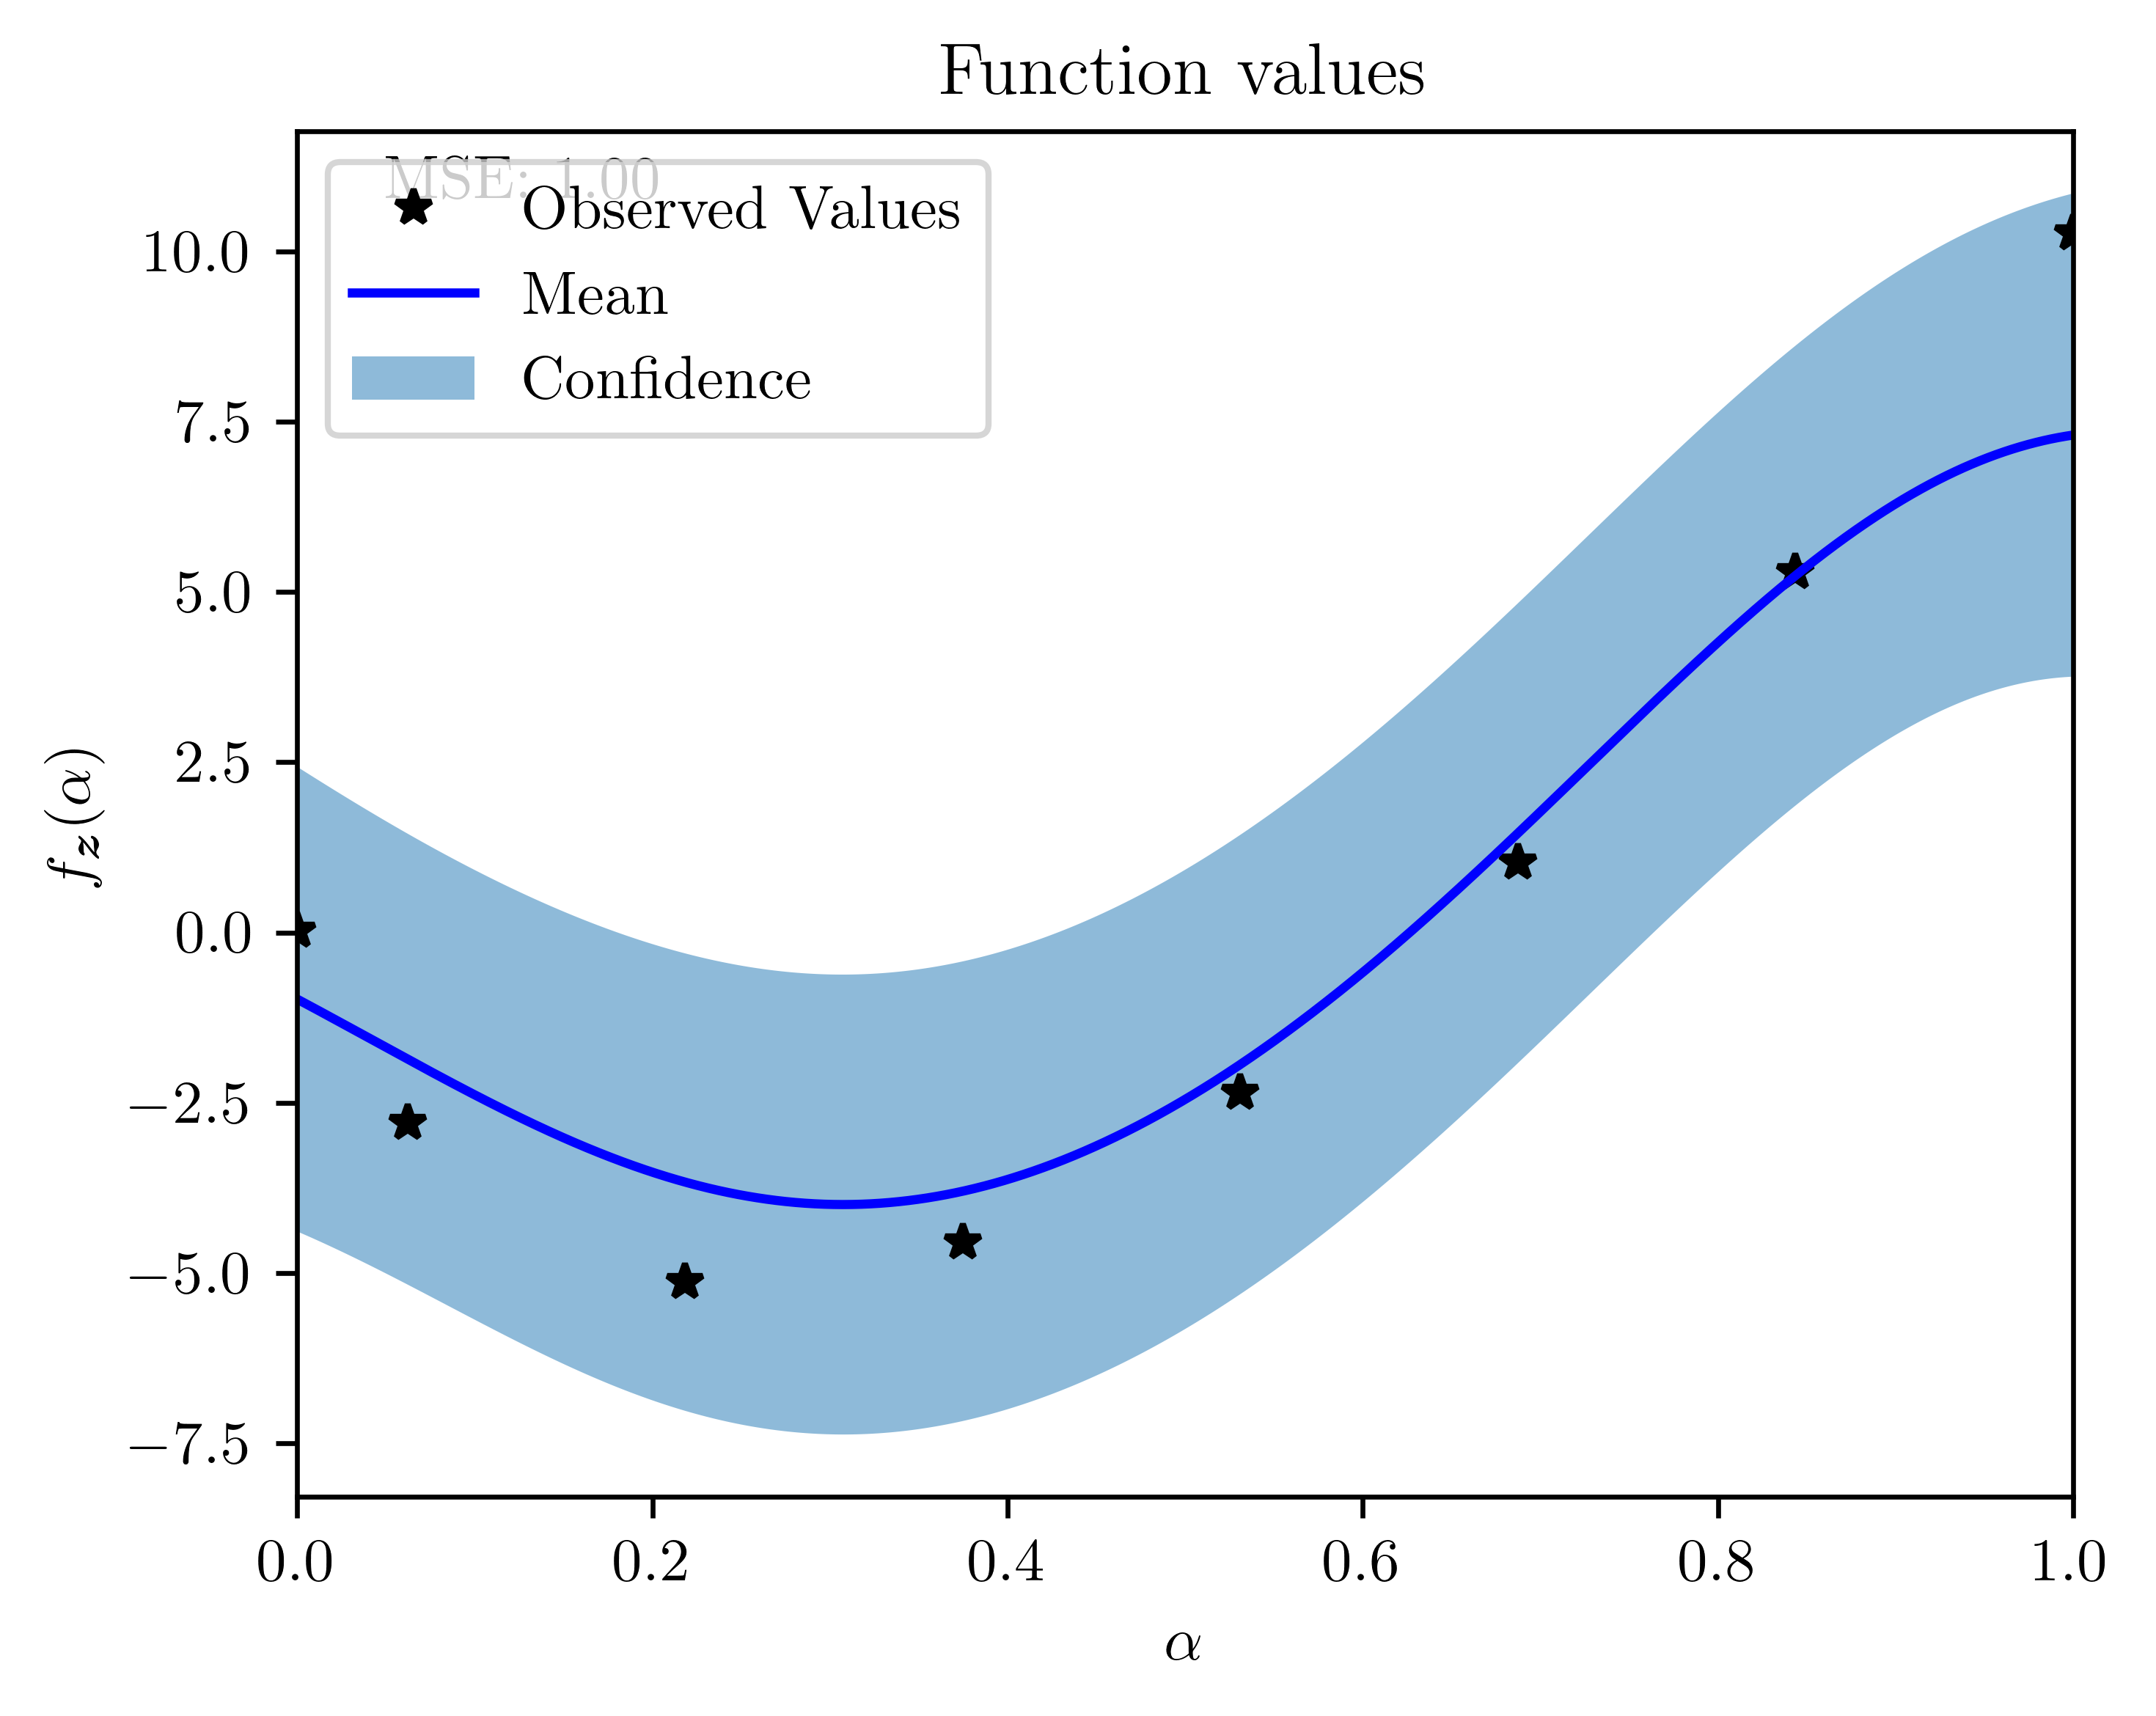 Function values
MSE: 1.00
Observed Values
Mean
Confidence
10.0
7.5
5.0
2.5
0.0
−2.5
−5.0
−7.5
f_z(α)
0.0 0.2 0.4 0.6 0.8 1.0
α